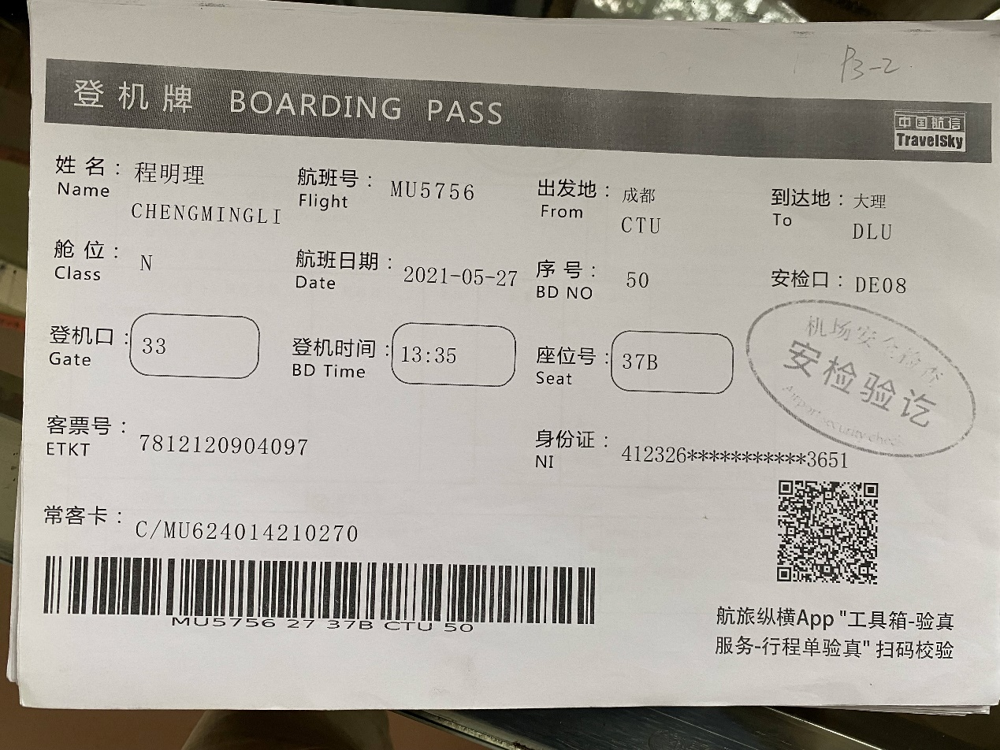 P3-2
登机牌 BOARDING PASS
中国航信
TravelSky
姓 名： 程明理 航班号： MU5756 出发地： 成都 到达地： 大理
Name CHENGMINGLI Flight From CTU To DLU
舱 位： N 航班日期： 2021-05-27 序 号： 50 安检口： DE08
Class Date BD NO
登机口： 33 登机时间： 13:35 座位号： 37B
Gate BD Time Seat
机场安全检查
安检验讫
Airport security check
客票号： 7812120904097 身份证： 412326***********3651
ETKT NI
常客卡： C/MU624014210270
MU5756 27 37B CTU 50
航旅纵横App "工具箱-验真
服务-行程单验真" 扫码校验